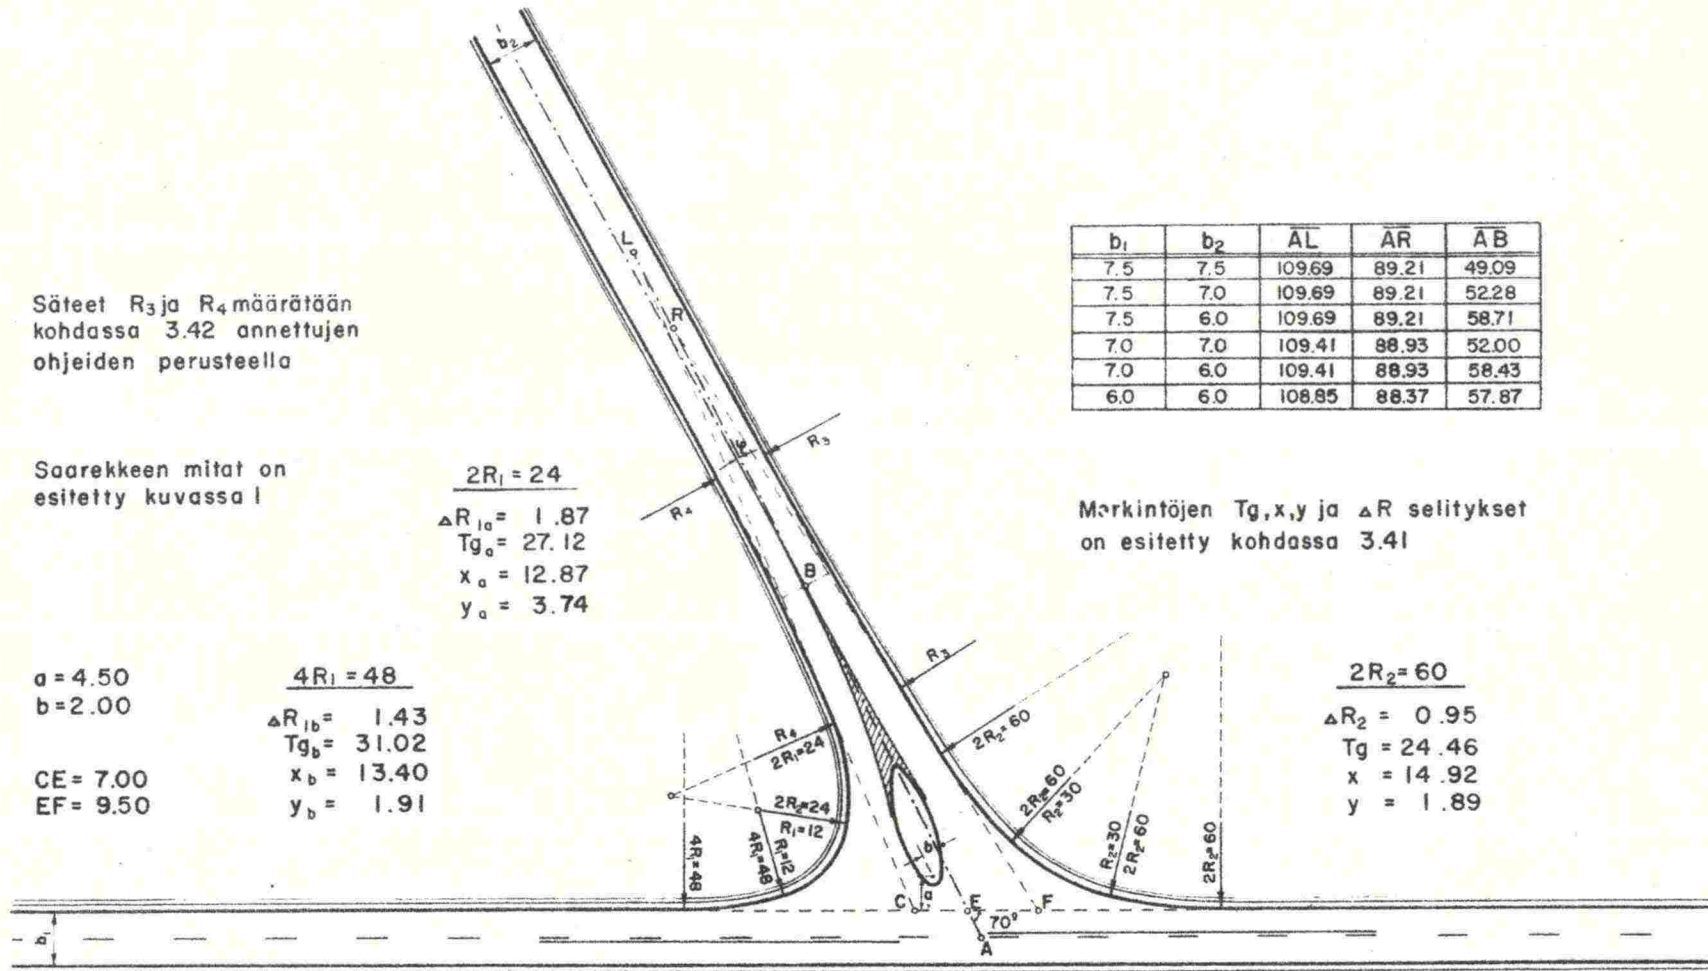 b₂
L
R
Säteet R₃ ja R₄ määrätään
kohdassa 3.42 annettujen
ohjeiden perusteella
b₁ b₂ AL AR AB
7.5 7.5 109.69 89.21 49.09
7.5 7.0 109.69 89.21 52.28
7.5 6.0 109.69 89.21 58.71
7.0 7.0 109.41 88.93 52.00
7.0 6.0 109.41 88.93 58.43
6.0 6.0 108.85 88.37 57.87
R₃
φ
R₄
Saarekkeen mitat on
esitetty kuvassa 1
2R₁ = 24
△R₁ₐ = 1.87
Tgₐ = 27.12
xₐ = 12.87
yₐ = 3.74
Merkintöjen Tg, x, y ja △R selitykset
on esitetty kohdassa 3.41
B
R₃
a = 4.50
b = 2.00
CE = 7.00
EF = 9.50
4R₁ = 48
△R₁b = 1.43
Tgb = 31.02
xb = 13.40
yb = 1.91
R₄
2R₁=24
2R₂=24
R₁=12
4R₁=48
4R₁=48
R₁=12
2R₂=60
2R₂=60
R₂=30
R₂=30
2R₂=60
2R₂=60
2R₂=60
△R₂ = 0.95
Tg = 24.46
x = 14.92
y = 1.89
b
a
C
E
F
70°
A
b₁